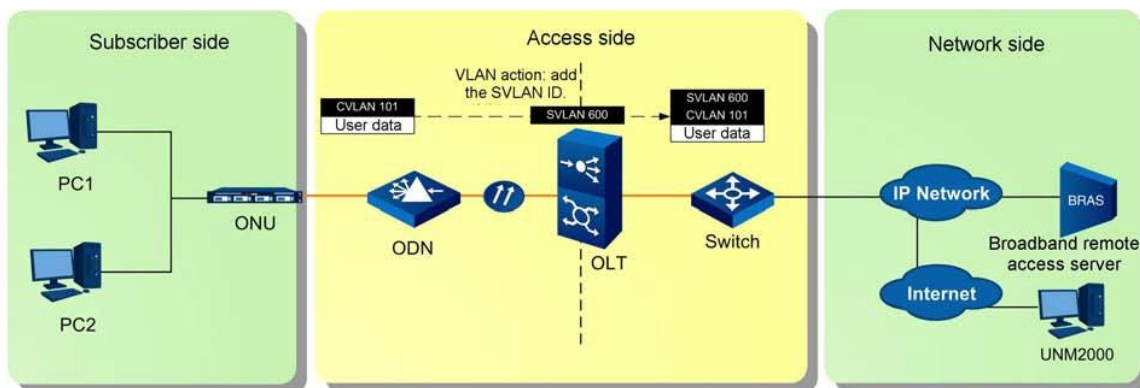 Subscriber side
PC1
PC2
ONU
Access side
VLAN action: add
the SVLAN ID.
CVLAN 101
User data
SVLAN 600
SVLAN 600
CVLAN 101
User data
ODN
OLT
Switch
Network side
IP Network
BRAS
Broadband remote
access server
Internet
UNM2000